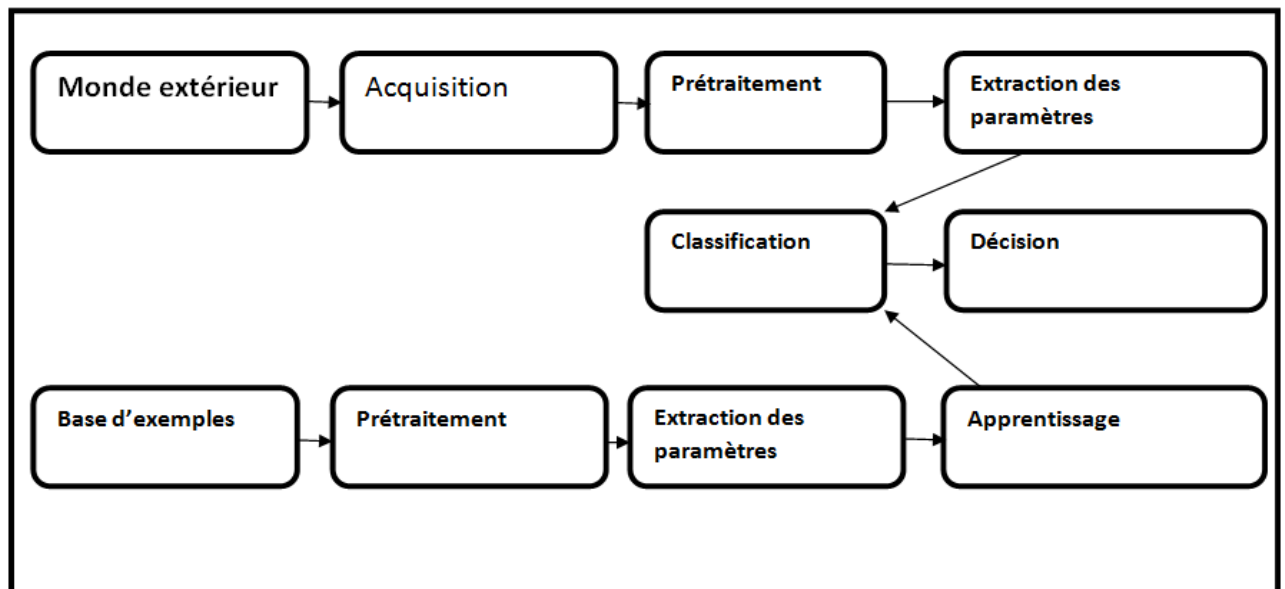 Monde extérieur
Acquisition
Prétraitement
Extraction des
paramètres
Classification
Décision
Base d’exemples
Prétraitement
Extraction des
paramètres
Apprentissage